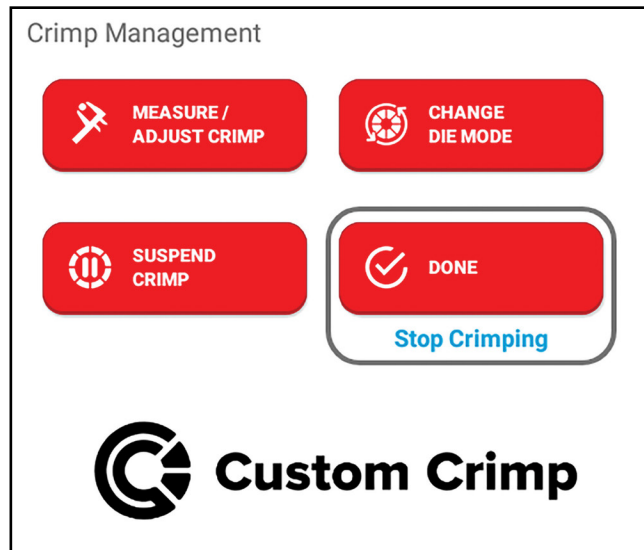 Crimp Management
MEASURE /
ADJUST CRIMP
CHANGE
DIE MODE
SUSPEND
CRIMP
DONE
Stop Crimping
Custom Crimp